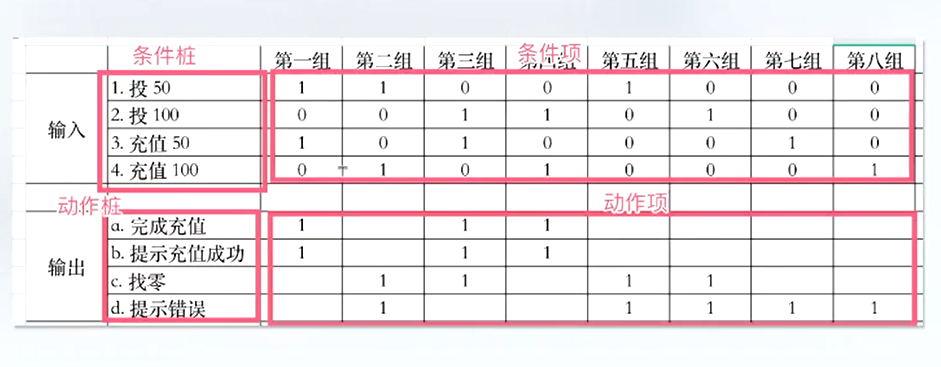 条件桩 第一组 第二组 第三组 条件项 第五组 第六组 第七组 第八组
输入
1. 投 50 1 1 0 0 1 0 0 0
2. 投 100 0 0 1 1 0 1 0 0
3. 充值 50 1 0 1 0 0 0 1 0
4. 充值 100 0 1 0 1 0 0 0 1
动作桩 动作项
输出
a. 完成充值 1 1 1
b. 提示充值成功 1 1 1
c. 找零 1 1 1 1
d. 提示错误 1 1 1 1 1